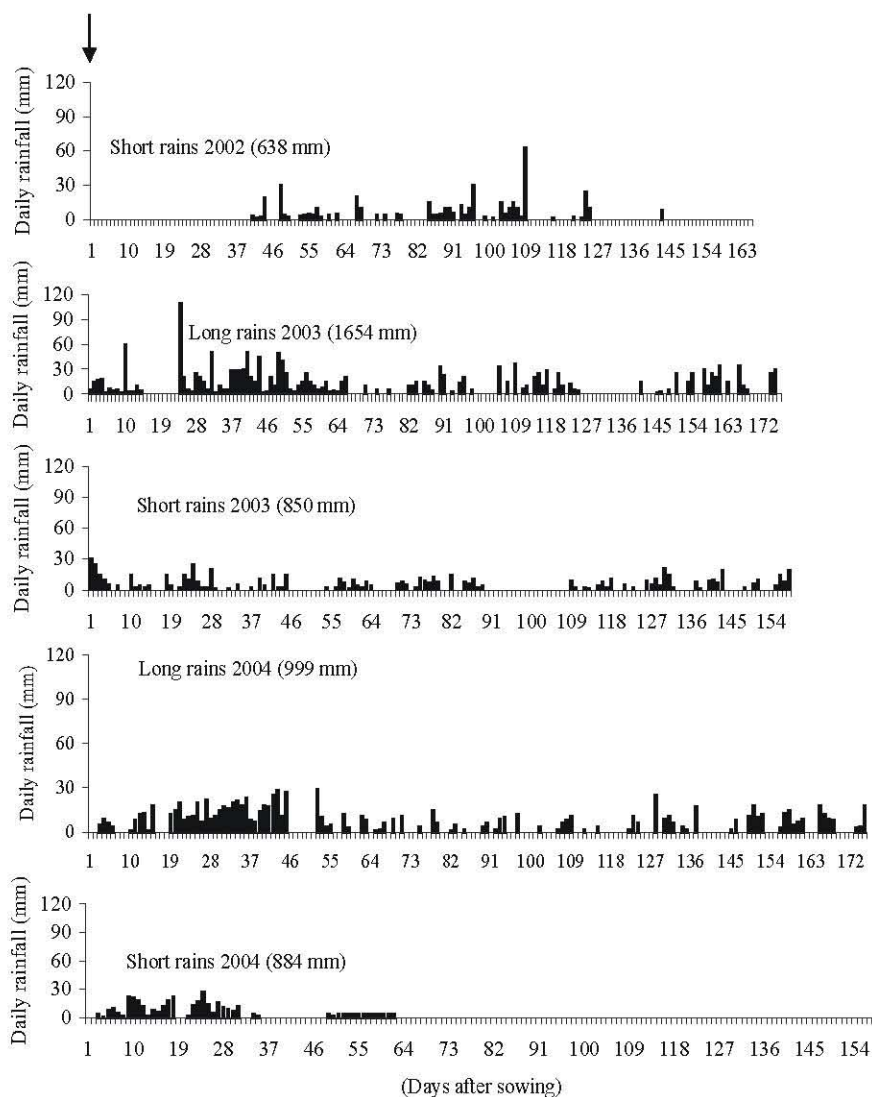 Daily rainfall (mm)
120
90
60
30
0
Short rains 2002 (638 mm)
1 10 19 28 37 46 55 64 73 82 91 100 109 118 127 136 145 154 163
Daily rainfall (mm)
120
90
60
30
0
Long rains 2003 (1654 mm)
1 10 19 28 37 46 55 64 73 82 91 100 109 118 127 136 145 154 163 172
Daily rainfall (mm)
120
90
60
30
0
Short rains 2003 (850 mm)
1 10 19 28 37 46 55 64 73 82 91 100 109 118 127 136 145 154
Daily rainfall (mm)
120
90
60
30
0
Long rains 2004 (999 mm)
1 10 19 28 37 46 55 64 73 82 91 100 109 118 127 136 145 154 163 172
Daily rainfall (mm)
120
90
60
30
0
Short rains 2004 (884 mm)
1 10 19 28 37 46 55 64 73 82 91 100 109 118 127 136 145 154
(Days after sowing)